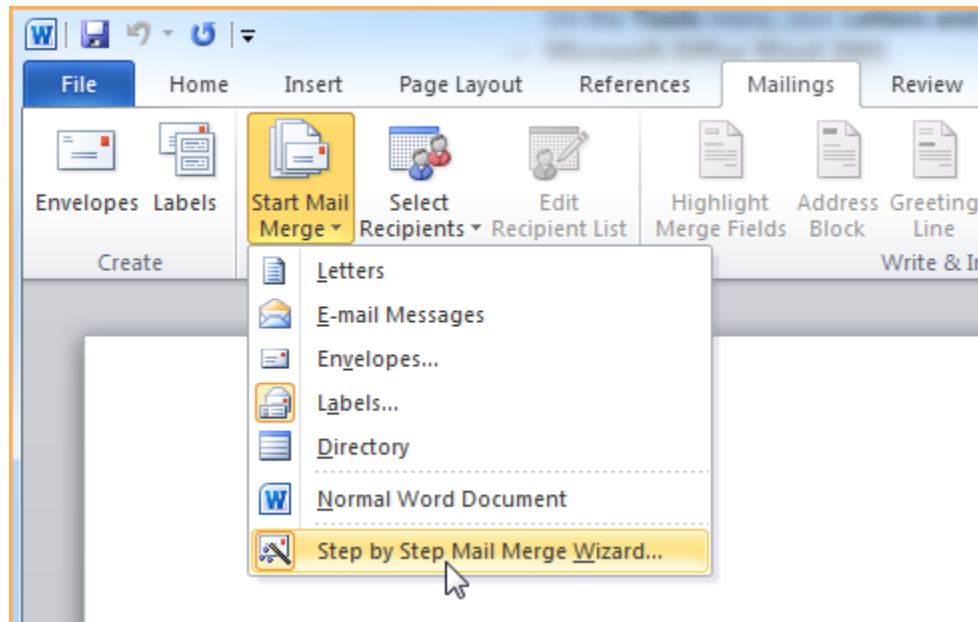 File Home Insert Page Layout References Mailings Review
Envelopes Labels Start Mail Merge Select Recipients Edit Recipient List Highlight Merge Fields Address Block Greeting Line
Create Write &
Letters
E-mail Messages
Envelopes...
Labels...
Directory
Normal Word Document
Step by Step Mail Merge Wizard...